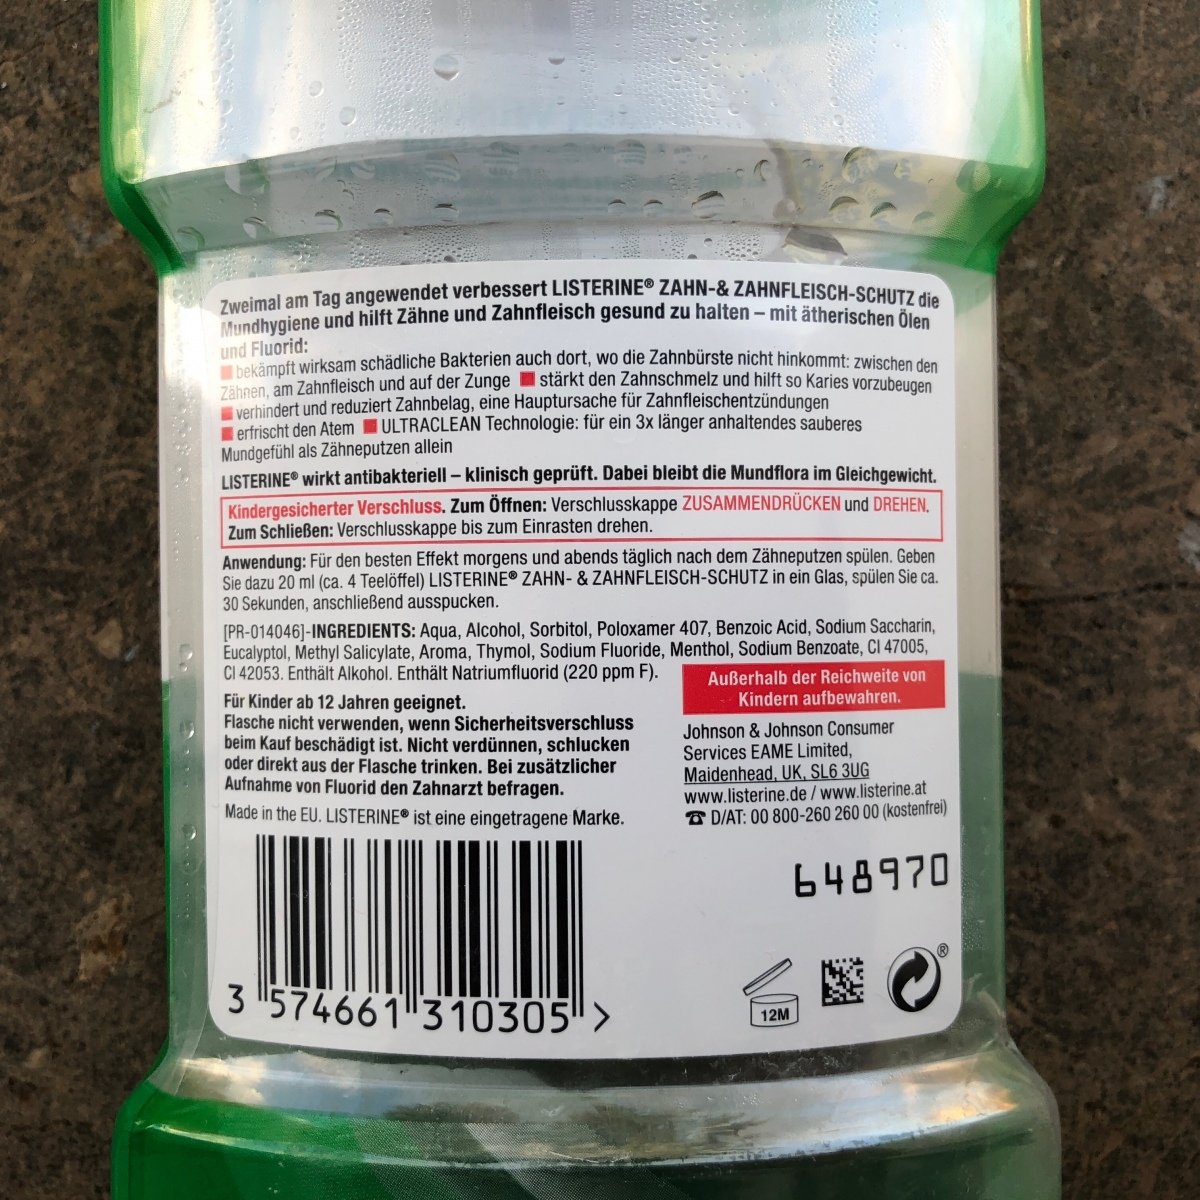 Zweimal am Tag angewendet verbessert LISTERINE® ZAHN-& ZAHNFLEISCH-SCHUTZ die
Mundhygiene und hilft Zähne und Zahnfleisch gesund zu halten – mit ätherischen Ölen
und Fluorid:
■ bekämpft wirksam schädliche Bakterien auch dort, wo die Zahnbürste nicht hinkommt: zwischen den
Zähnen, am Zahnfleisch und auf der Zunge ■ stärkt den Zahnschmelz und hilft so Karies vorzubeugen
■ verhindert und reduziert Zahnbelag, eine Hauptursache für Zahnfleischentzündungen
■ erfrischt den Atem ■ ULTRACLEAN Technologie: für ein 3x länger anhaltendes sauberes
Mundgefühl als Zähneputzen allein
LISTERINE® wirkt antibakteriell – klinisch geprüft. Dabei bleibt die Mundflora im Gleichgewicht.
Kindergesicherter Verschluss. Zum Öffnen: Verschlusskappe ZUSAMMENDRÜCKEN und DREHEN.
Zum Schließen: Verschlusskappe bis zum Einrasten drehen.
Anwendung: Für den besten Effekt morgens und abends täglich nach dem Zähneputzen spülen. Geben
Sie dazu 20 ml (ca. 4 Teelöffel) LISTERINE® ZAHN- & ZAHNFLEISCH-SCHUTZ in ein Glas, spülen Sie ca.
30 Sekunden, anschließend ausspucken.
[PR-014046]-INGREDIENTS: Aqua, Alcohol, Sorbitol, Poloxamer 407, Benzoic Acid, Sodium Saccharin,
Eucalyptol, Methyl Salicylate, Aroma, Thymol, Sodium Fluoride, Menthol, Sodium Benzoate, CI 47005,
CI 42053. Enthält Alkohol. Enthält Natriumfluorid (220 ppm F).
Außerhalb der Reichweite von
Kindern aufbewahren.
Für Kinder ab 12 Jahren geeignet.
Flasche nicht verwenden, wenn Sicherheitsverschluss
beim Kauf beschädigt ist. Nicht verdünnen, schlucken
oder direkt aus der Flasche trinken. Bei zusätzlicher
Aufnahme von Fluorid den Zahnarzt befragen.
Made in the EU. LISTERINE® ist eine eingetragene Marke.
Johnson & Johnson Consumer
Services EAME Limited,
Maidenhead, UK, SL6 3UG
www.listerine.de / www.listerine.at
☎ D/AT: 00 800-260 260 00 (kostenfrei)
648970
3 574661 310305 >
12M
®